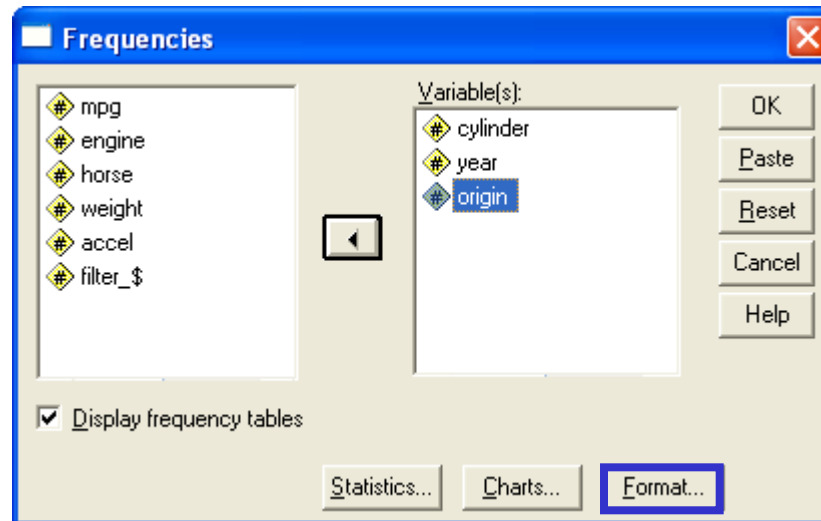 Frequencies
mpg
engine
horse
weight
accel
filter_$
Variable(s):
cylinder
year
origin
OK
Paste
Reset
Cancel
Help
Display frequency tables
Statistics...
Charts...
Format...